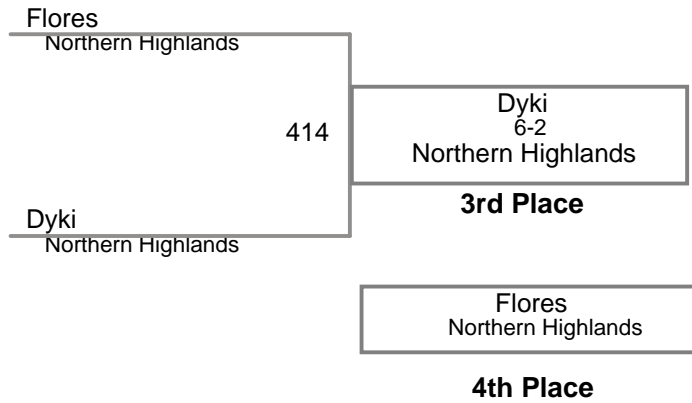 Flores
Northern Highlands
414
Dyki
6-2
Northern Highlands
3rd Place
Dyki
Northern Highlands
Flores
Northern Highlands
4th Place